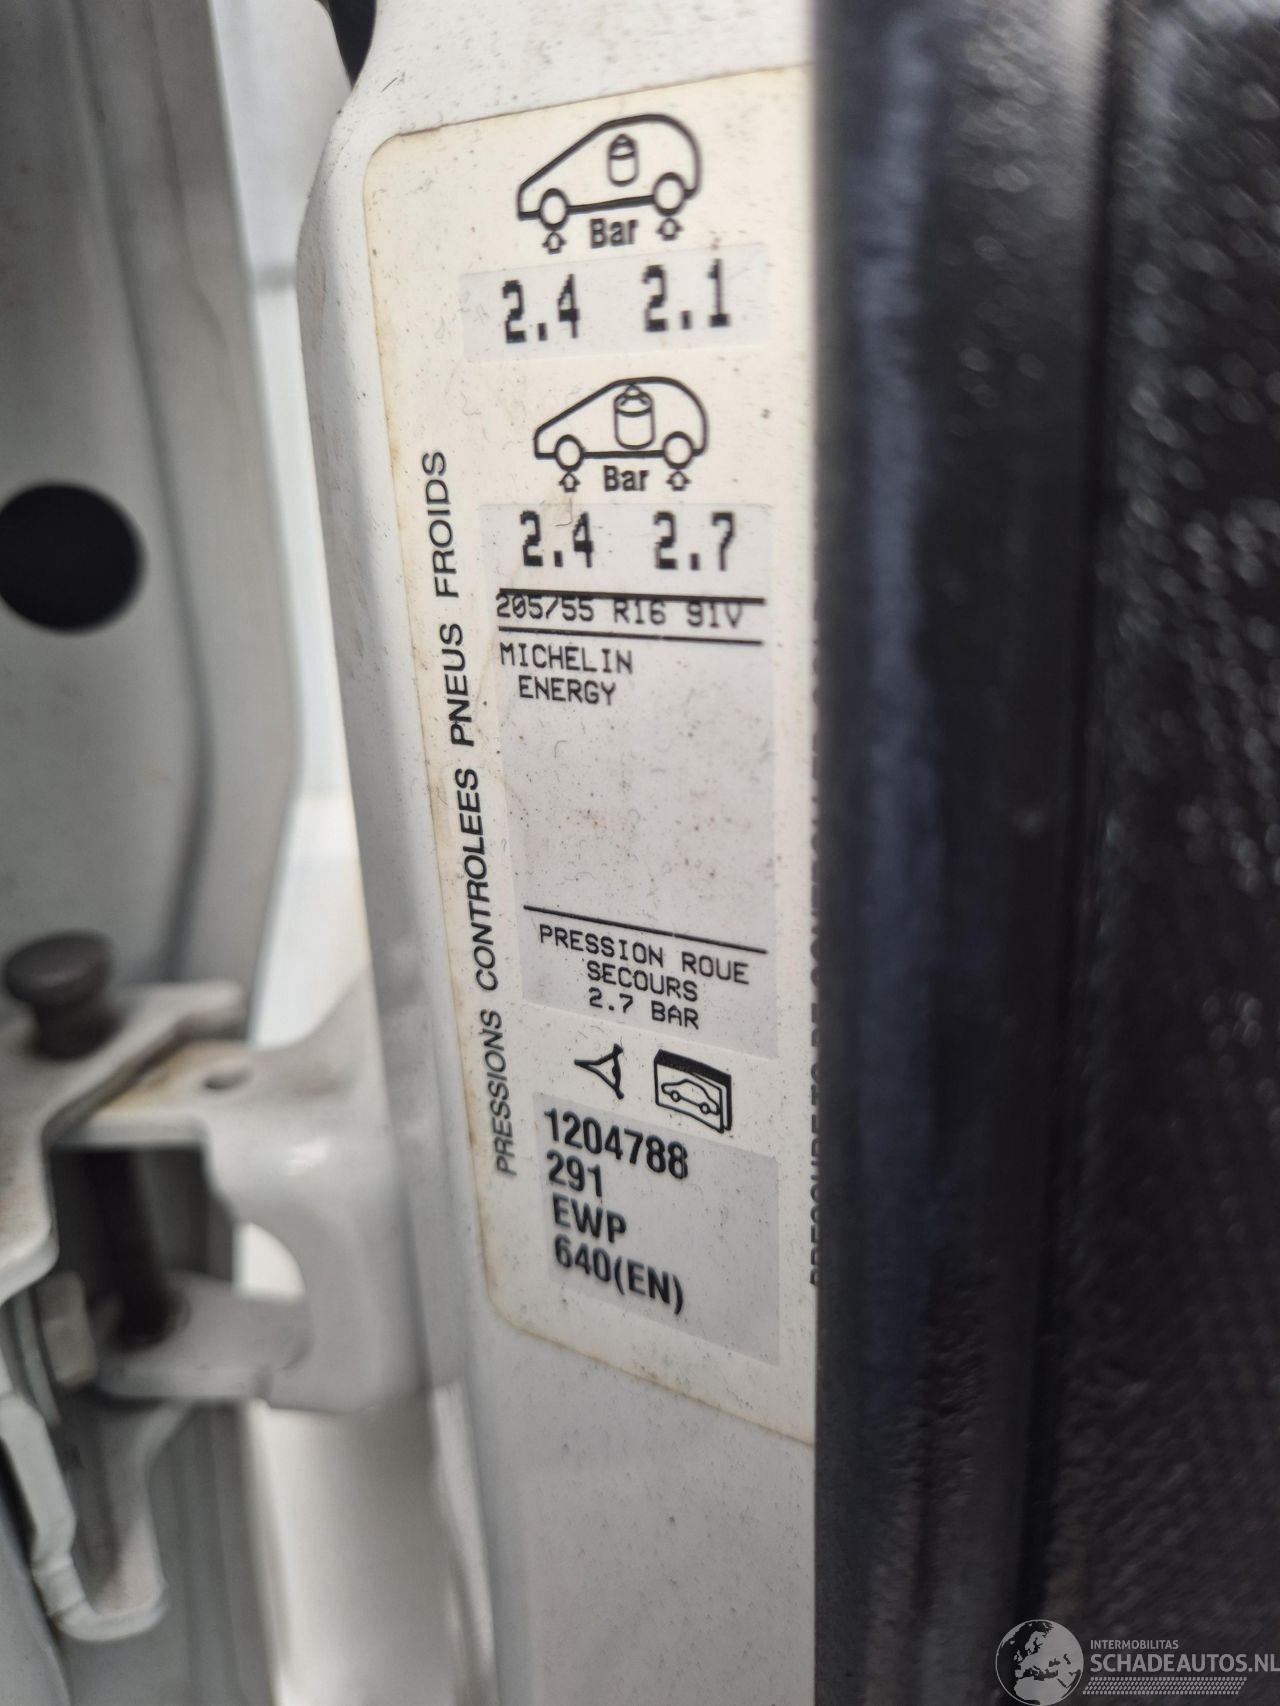 Bar
2.4 2.1
Bar
2.4 2.7
205/55 R16 91V
MICHELIN
ENERGY
PRESSION ROUE
SECOURS
2.7 BAR
PRESSIONS CONTROLEES PNEUS FROIDS
1204788
291
EWP
640(EN)
INTERMOBILITAS
SCHADEAUTOS.NL